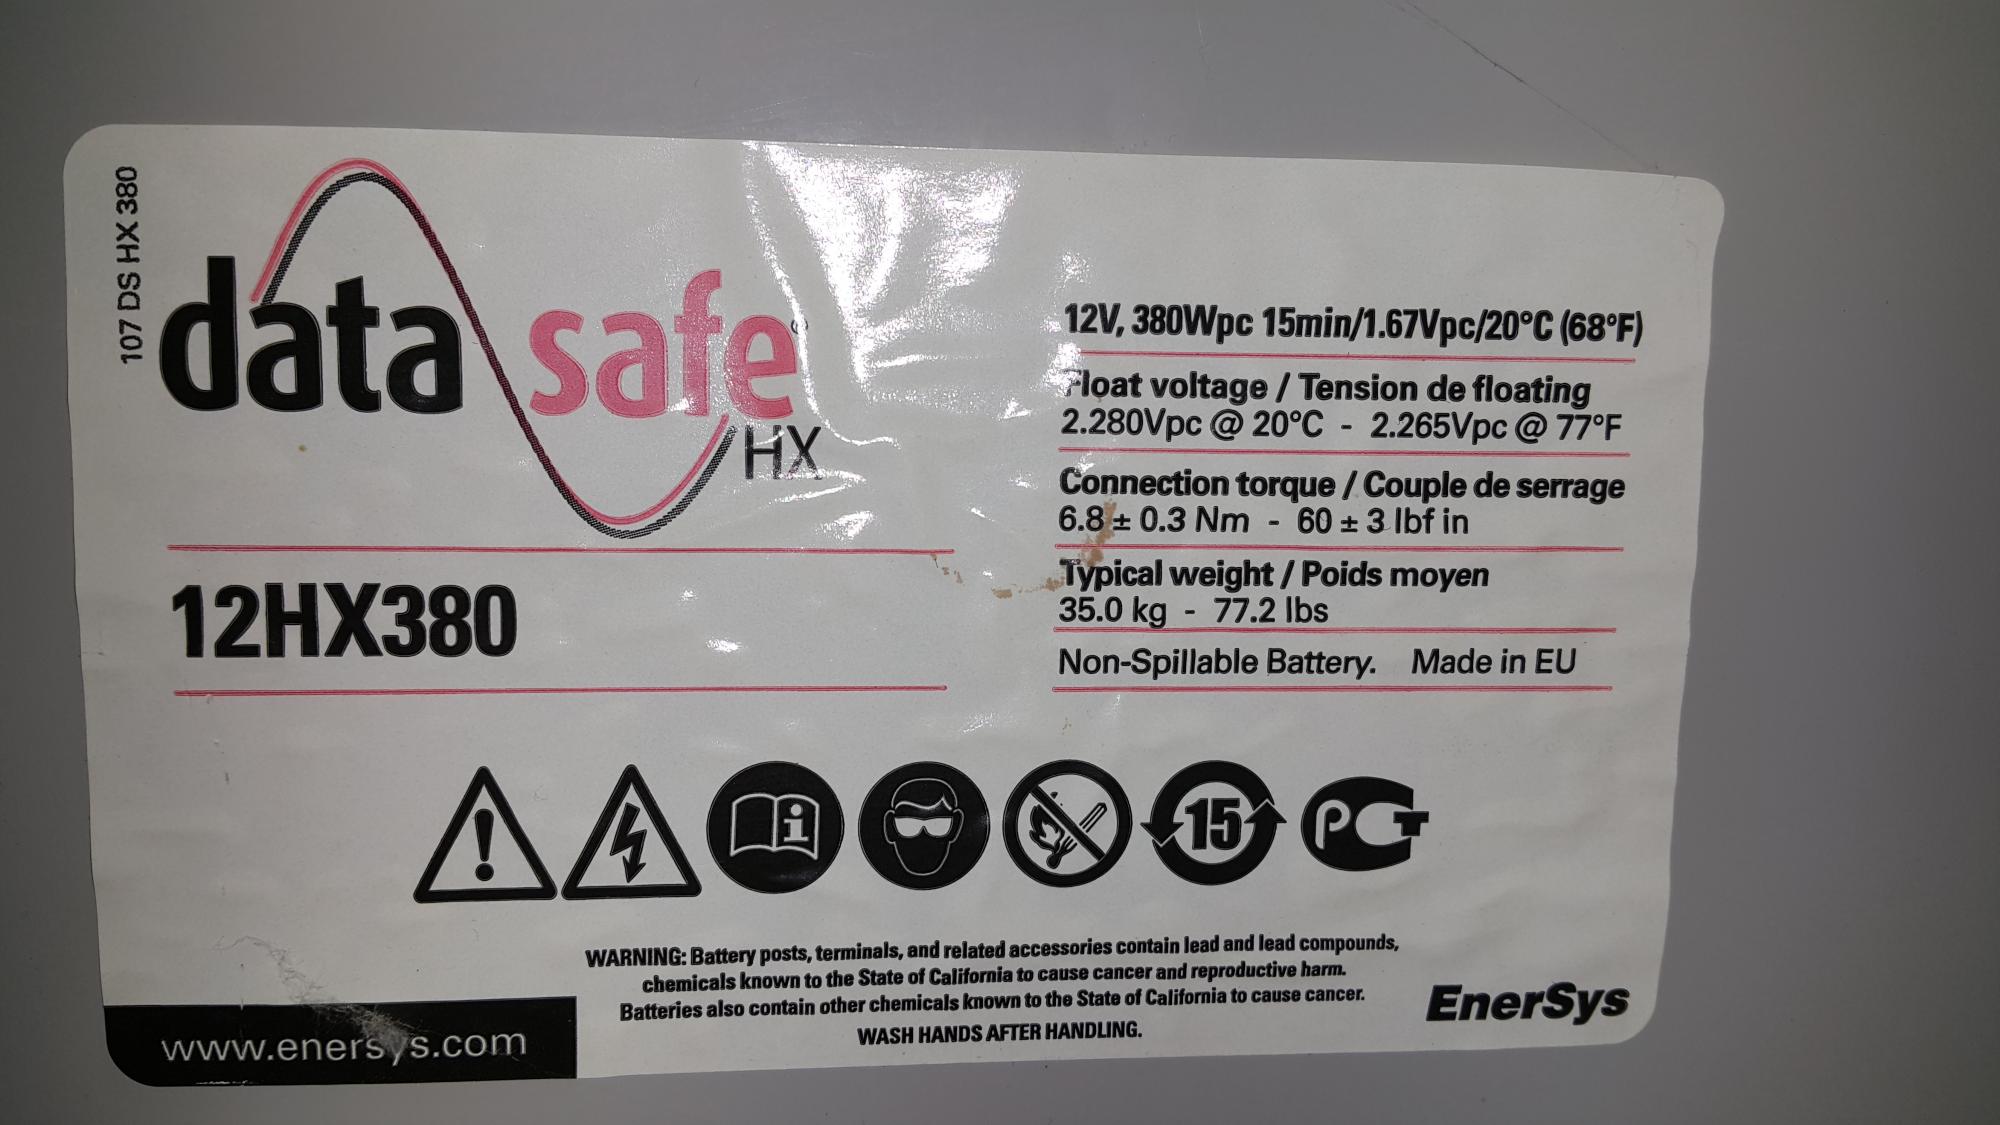 107 DS HX 380
data safe
HX
12HX380
12V, 380Wpc 15min/1.67Vpc/20°C (68°F)
Float voltage / Tension de floating
2.280Vpc @ 20°C - 2.265Vpc @ 77°F
Connection torque / Couple de serrage
6.8 ± 0.3 Nm - 60 ± 3 lbf in
Typical weight / Poids moyen
35.0 kg - 77.2 lbs
Non-Spillable Battery. Made in EU
15
PCT
WARNING: Battery posts, terminals, and related accessories contain lead and lead compounds,
chemicals known to the State of California to cause cancer and reproductive harm.
Batteries also contain other chemicals known to the State of California to cause cancer.
WASH HANDS AFTER HANDLING.
www.enersys.com
EnerSys